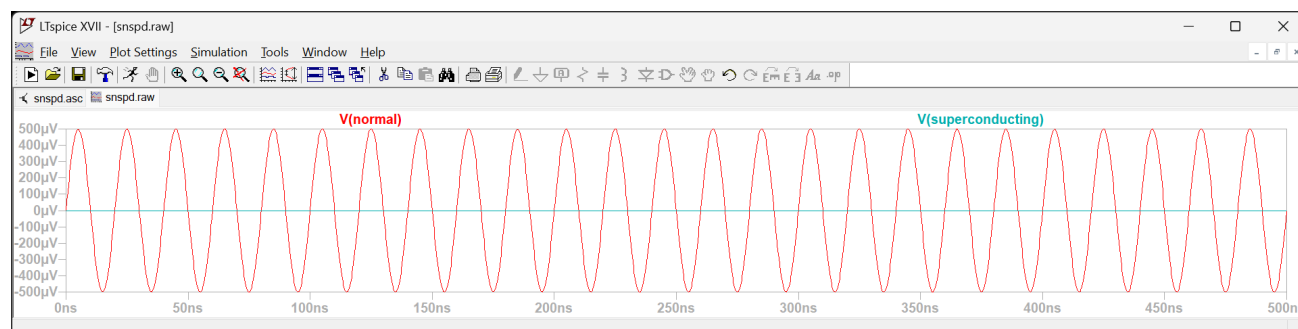 LTspice XVII - [snspd.raw]
File View Plot Settings Simulation Tools Window Help
snspd.asc snspd.raw
V(normal) V(superconducting)
500µV
400µV
300µV
200µV
100µV
0µV
-100µV
-200µV
-300µV
-400µV
-500µV
0ns 50ns 100ns 150ns 200ns 250ns 300ns 350ns 400ns 450ns 500n